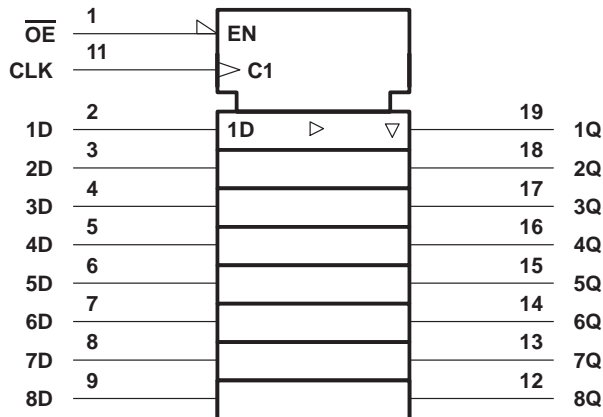 OE 1 EN
CLK 11 C1
1D 2 1D 19 1Q
2D 3 18 2Q
3D 4 17 3Q
4D 5 16 4Q
5D 6 15 5Q
6D 7 14 6Q
7D 8 13 7Q
8D 9 12 8Q